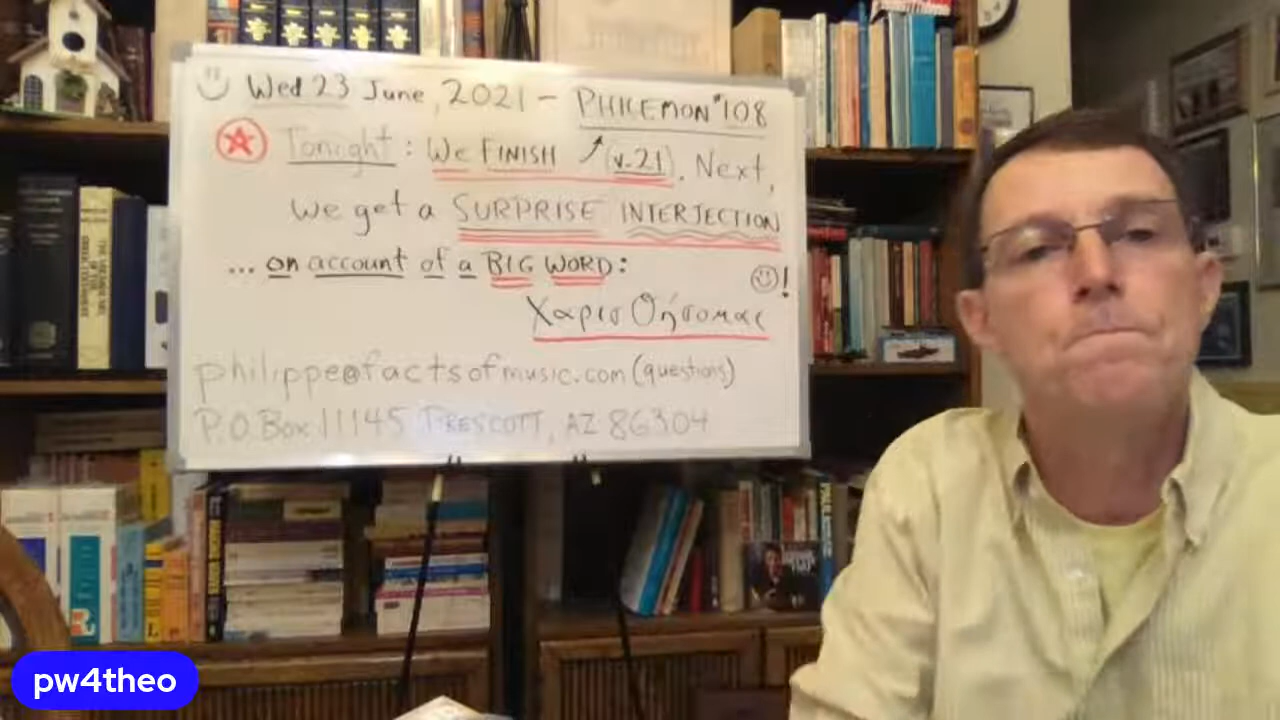 Wed 23 June, 2021 - PHILEMON #108
Tonight: We FINISH (v.21). Next,
we get a SURPRISE INTERJECTION
... on account of a BIG WORD:
!
Χαρισθήσομαι
philippe@factsofmusic.com (questions)
P.O. Box 11145 PRESCOTT, AZ 86304
pw4theo